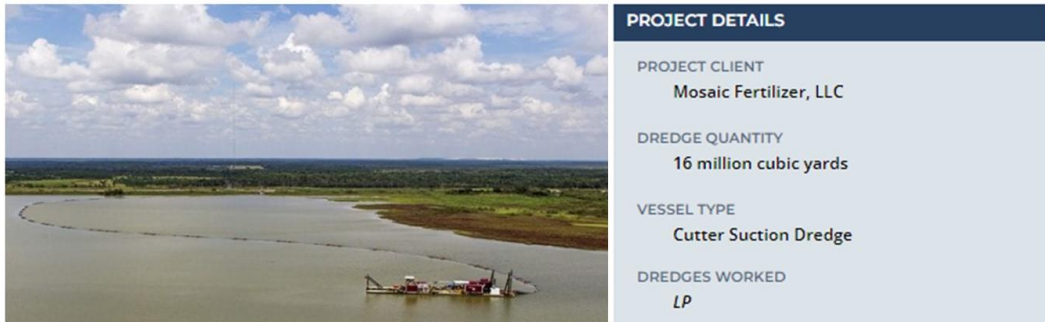 PROJECT DETAILS
PROJECT CLIENT
Mosaic Fertilizer, LLC
DREDGE QUANTITY
16 million cubic yards
VESSEL TYPE
Cutter Suction Dredge
DREDGES WORKED
LP